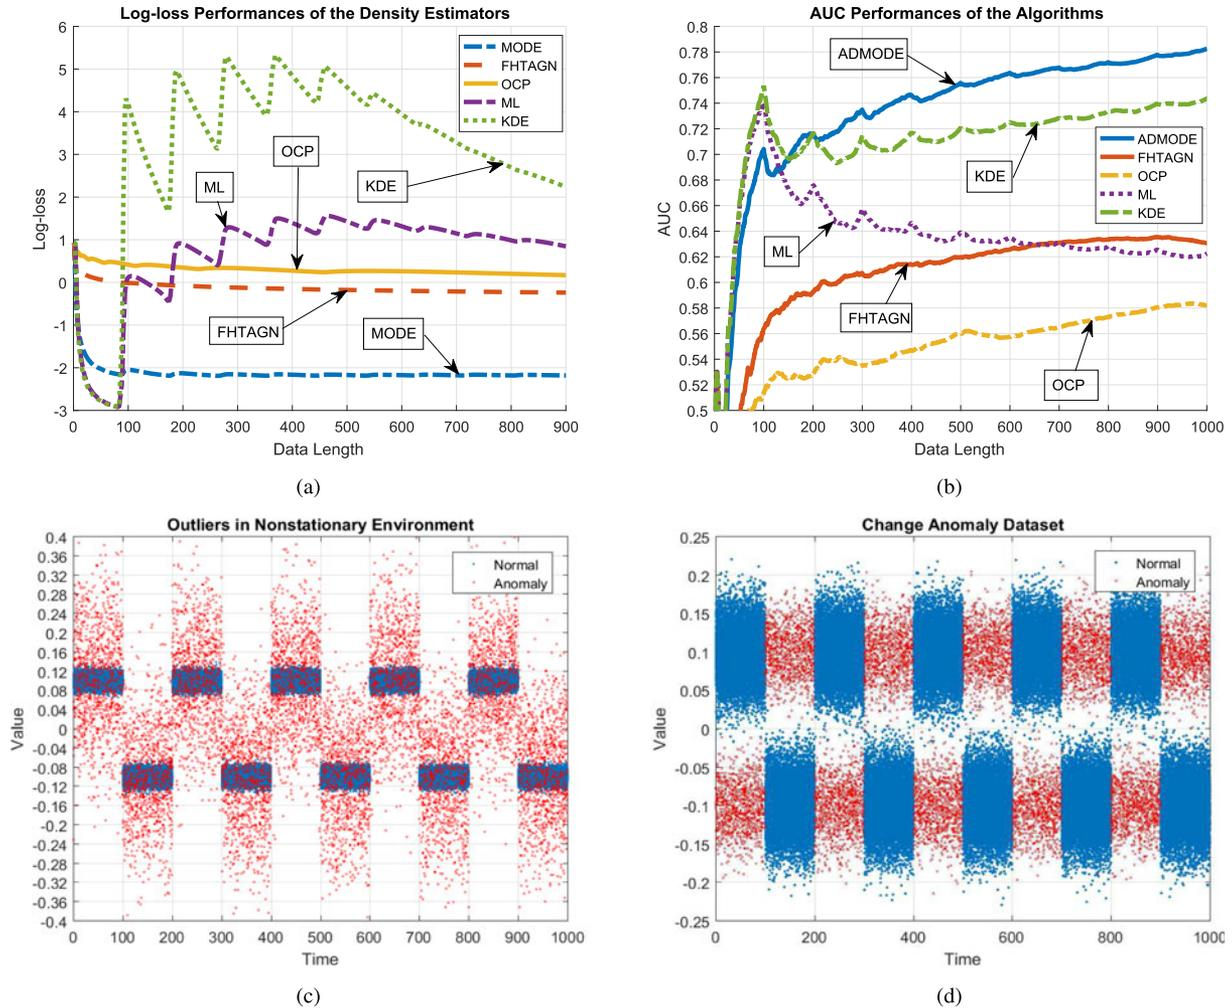 Log-loss Performances of the Density Estimators
6
5
4
3
2
1
0
-1
-2
-3
Log-loss
0 100 200 300 400 500 600 700 800 900
Data Length
MODE
FHTAGN
OCP
ML
KDE
OCP
ML
KDE
FHTAGN
MODE
(a)
AUC Performances of the Algorithms
0.8
0.78
0.76
0.74
0.72
0.7
0.68
0.66
0.64
0.62
0.6
0.58
0.56
0.54
0.52
0.5
AUC
0 100 200 300 400 500 600 700 800 900 1000
Data Length
ADMODE
FHTAGN
OCP
ML
KDE
ADMODE
KDE
ML
FHTAGN
OCP
(b)
Outliers in Nonstationary Environment
0.4
0.36
0.32
0.28
0.24
0.2
0.16
0.12
0.08
0.04
0
-0.04
-0.08
-0.12
-0.16
-0.2
-0.24
-0.28
-0.32
-0.36
-0.4
Value
0 100 200 300 400 500 600 700 800 900 1000
Time
Normal
Anomaly
(c)
Change Anomaly Dataset
0.25
0.2
0.15
0.1
0.05
0
-0.05
-0.1
-0.15
-0.2
-0.25
Value
0 200 400 600 800 1000
Time
Normal
Anomaly
(d)